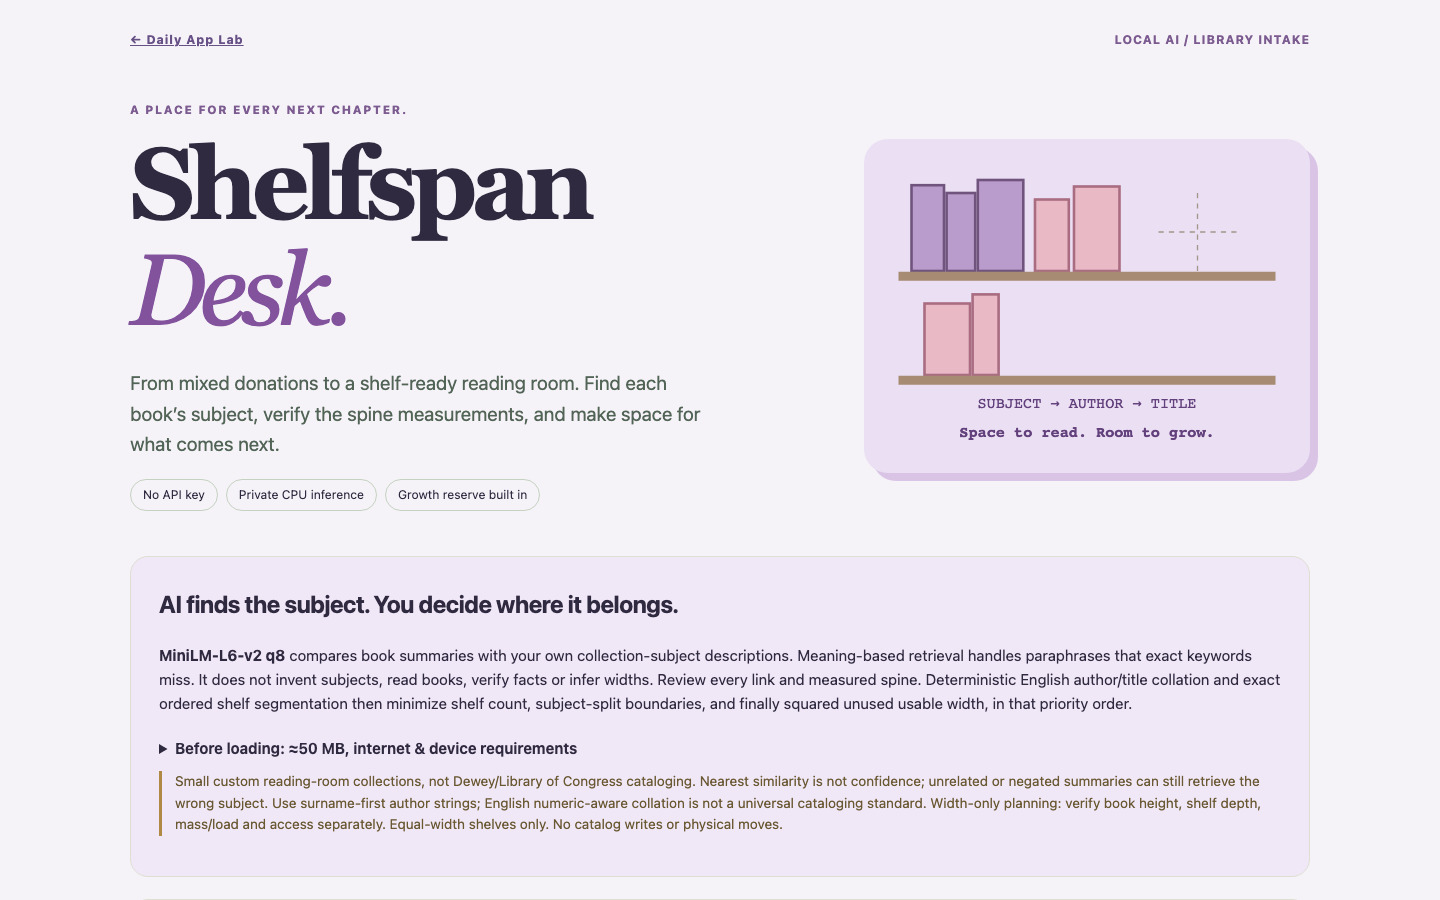 ← Daily App Lab
LOCAL AI / LIBRARY INTAKE
A PLACE FOR EVERY NEXT CHAPTER.
Shelfspan
Desk.
From mixed donations to a shelf-ready reading room. Find each
book’s subject, verify the spine measurements, and make space for
what comes next.
No API key
Private CPU inference
Growth reserve built in
SUBJECT → AUTHOR → TITLE
Space to read. Room to grow.
AI finds the subject. You decide where it belongs.
MiniLM-L6-v2 q8 compares book summaries with your own collection-subject descriptions. Meaning-based retrieval handles paraphrases that exact keywords
miss. It does not invent subjects, read books, verify facts or infer widths. Review every link and measured spine. Deterministic English author/title collation and exact
ordered shelf segmentation then minimize shelf count, subject-split boundaries, and finally squared unused usable width, in that priority order.
▶ Before loading: ≈50 MB, internet & device requirements
Small custom reading-room collections, not Dewey/Library of Congress cataloging. Nearest similarity is not confidence; unrelated or negated summaries can still retrieve the
wrong subject. Use surname-first author strings; English numeric-aware collation is not a universal cataloging standard. Width-only planning: verify book height, shelf depth,
mass/load and access separately. Equal-width shelves only. No catalog writes or physical moves.